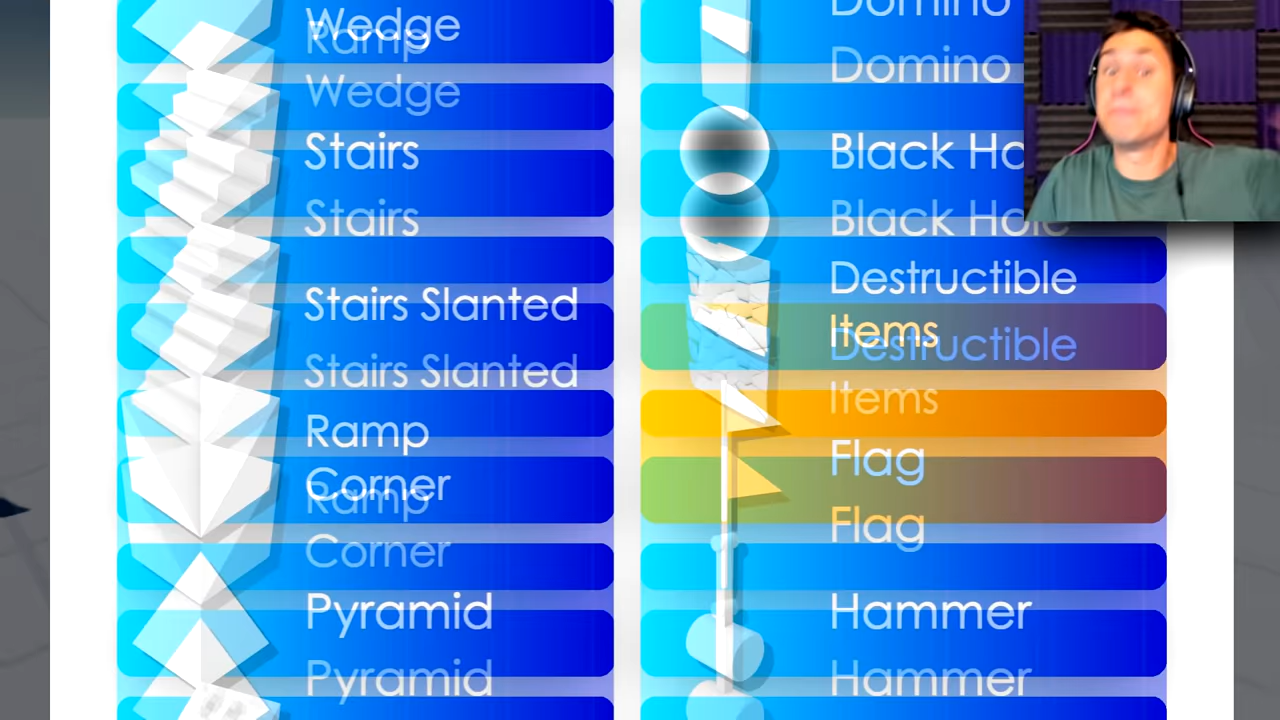 Wedge
Ramp
Wedge
Stairs
Stairs
Stairs Slanted
Stairs Slanted
Ramp
Corner
Ramp
Corner
Pyramid
Pyramid
Domino
Domino
Black Ho
Black Hole
Destructible
Items
Destructible
Items
Flag
Flag
Hammer
Hammer